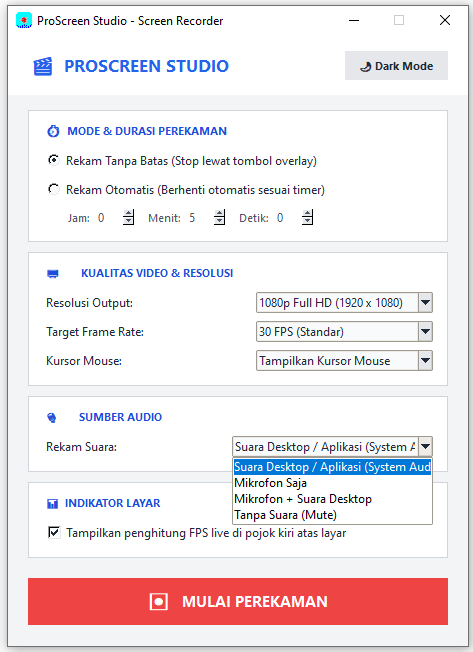 ProScreen Studio - Screen Recorder
PROSCREEN STUDIO
Dark Mode
MODE & DURASI PEREKAMAN
Rekam Tanpa Batas (Stop lewat tombol overlay)
Rekam Otomatis (Berhenti otomatis sesuai timer)
Jam: 0 Menit: 5 Detik: 0
KUALITAS VIDEO & RESOLUSI
Resolusi Output: 1080p Full HD (1920 x 1080)
Target Frame Rate: 30 FPS (Standar)
Kursor Mouse: Tampilkan Kursor Mouse
SUMBER AUDIO
Rekam Suara: Suara Desktop / Aplikasi (System A
Suara Desktop / Aplikasi (System Aud
Mikrofon Saja
Mikrofon + Suara Desktop
Tanpa Suara (Mute)
INDIKATOR LAYAR
Tampilkan penghitung FPS live di pojok kiri atas layar
MULAI PEREKAMAN